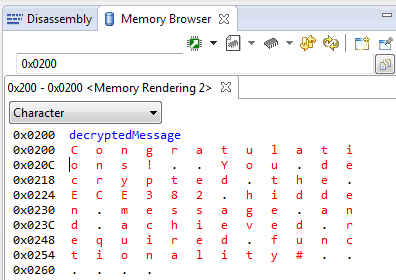 Disassembly Memory Browser
0x0200
0x200 - 0x0200 <Memory Rendering 2>
Character
0x0200 decryptedMessage
0x0200 C o n g r a t u l a t i
0x020C o n s ! . . Y o u . d e
0x0218 c r y p t e d . t h e .
0x0224 E C E 3 8 2 . h i d d e
0x0230 n . m e s s a g e . a n
0x023C d . a c h i e v e d . r
0x0248 e q u i r e d . f u n c
0x0254 t i o n a l i t y # . .
0x0260 . . . .